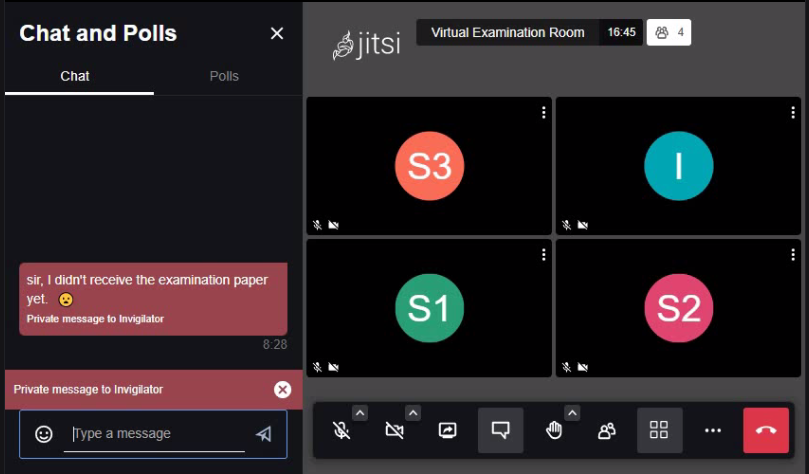 Chat and Polls
Chat
Polls
sir, I didn't receive the examination paper
yet. 😧
Private message to Invigilator
8:28
Private message to Invigilator
Type a message
jitsi
Virtual Examination Room
16:45
4
S3
I
S1
S2